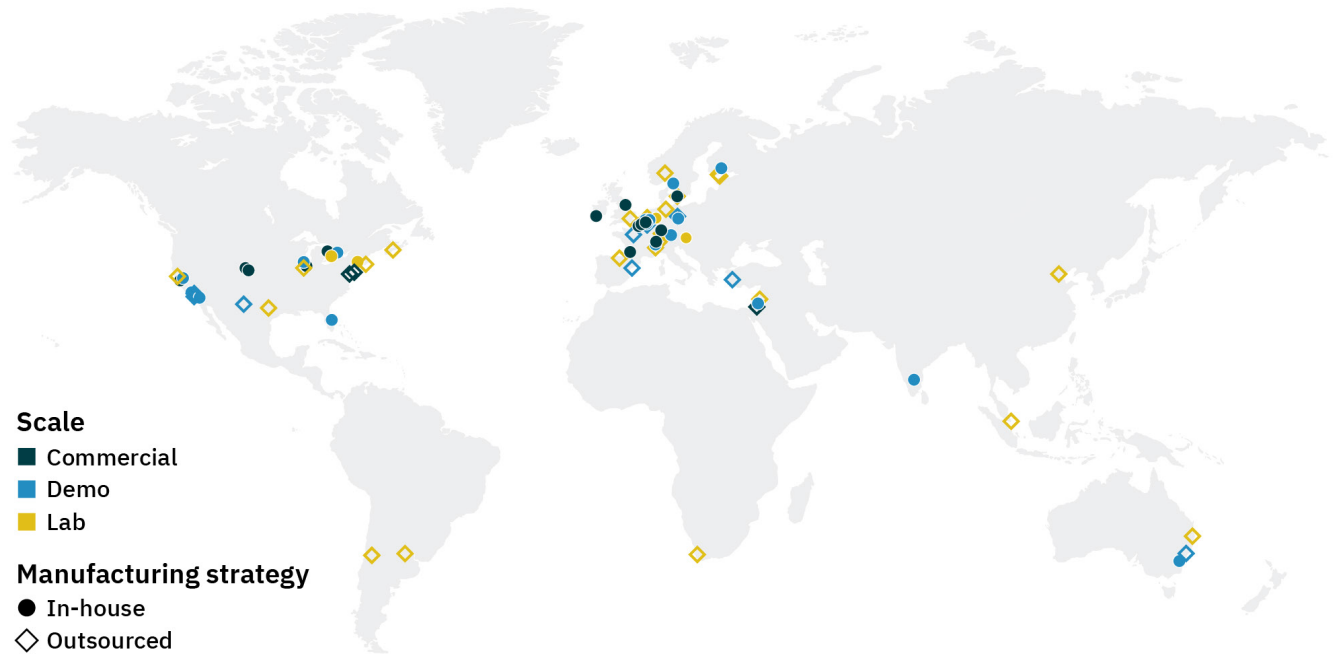 Scale
Commercial
Demo
Lab
Manufacturing strategy
In-house
Outsourced